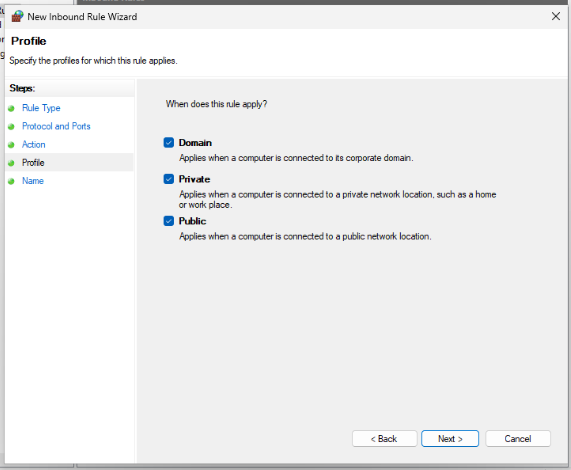 New Inbound Rule Wizard
Profile
Specify the profiles for which this rule applies.
Steps:
Rule Type
Protocol and Ports
Action
Profile
Name
When does this rule apply?
Domain
Applies when a computer is connected to its corporate domain.
Private
Applies when a computer is connected to a private network location, such as a home
or work place.
Public
Applies when a computer is connected to a public network location.
< Back
Next >
Cancel